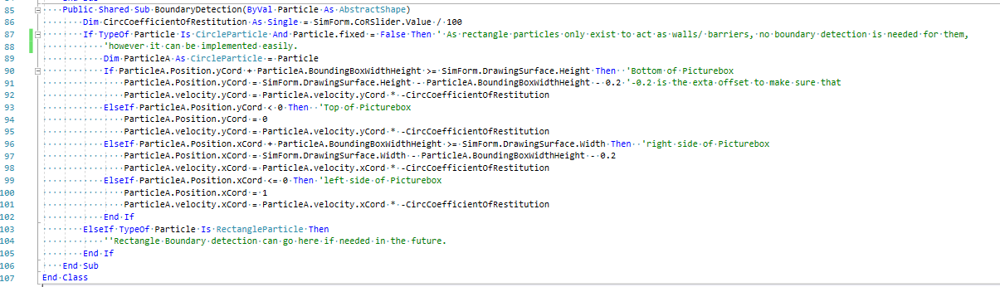 85 Public Shared Sub BoundaryDetection(ByVal Particle As AbstractShape)
86 Dim CircCoefficientOfRestitution As Single = SimForm.CoRSlider.Value / 100
87 If TypeOf Particle Is CircleParticle And Particle.fixed = False Then ' As rectangle particles only exist to act as walls/ barriers, no boundary detection is needed for them,
88 'however it can be implemented easily.
89 Dim ParticleA As CircleParticle = Particle
90 If ParticleA.Position.yCord + ParticleA.BoundingBoxWidthHeight >= SimForm.DrawingSurface.Height Then 'Bottom of Picturebox
91 ParticleA.Position.yCord = SimForm.DrawingSurface.Height - ParticleA.BoundingBoxWidthHeight - 0.2 '-0.2 is the exta offset to make sure that
92 ParticleA.velocity.yCord = ParticleA.velocity.yCord * -CircCoefficientOfRestitution
93 ElseIf ParticleA.Position.yCord < 0 Then 'Top of Picturebox
94 ParticleA.Position.yCord = 0
95 ParticleA.velocity.yCord = ParticleA.velocity.yCord * -CircCoefficientOfRestitution
96 ElseIf ParticleA.Position.xCord + ParticleA.BoundingBoxWidthHeight >= SimForm.DrawingSurface.Width Then 'right side of Picturebox
97 ParticleA.Position.xCord = SimForm.DrawingSurface.Width - ParticleA.BoundingBoxWidthHeight - 0.2
98 ParticleA.velocity.xCord = ParticleA.velocity.xCord * -CircCoefficientOfRestitution
99 ElseIf ParticleA.Position.xCord <= 0 Then 'left side of Picturebox
100 ParticleA.Position.xCord = 1
101 ParticleA.velocity.xCord = ParticleA.velocity.xCord * -CircCoefficientOfRestitution
102 End If
103 ElseIf TypeOf Particle Is RectangleParticle Then
104 ''Rectangle Boundary detection can go here if needed in the future.
105 End If
106 End Sub
107 End Class